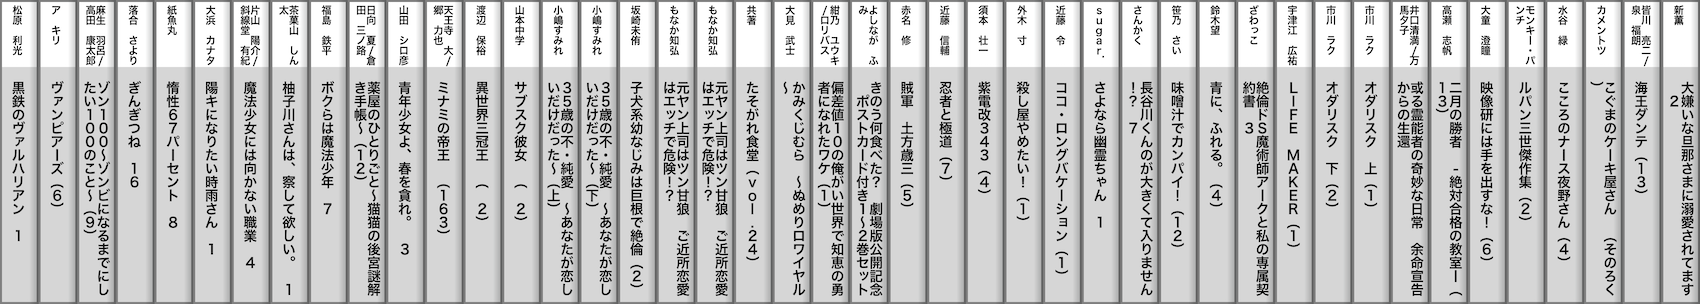 新薫
大嫌いな旦那さまに溺愛されてます
2
皆川 亮二/
泉 福朗
海王ダンテ (13)
カメントツ
こぐまのケーキ屋さん (そのろく
)
水谷 緑
こころのナース夜野さん (4)
モンキー・パ
ンチ
ルパン三世傑作集 (2)
大童 澄瞳
映像研には手を出すな! (6)
高瀬 志帆
二月の勝者 -絶対合格の教室ー(
13)
井口清満/上万
馬夕子
或る霊能者の奇妙な日常 余命宣告
からの生還
市川 ラク
オダリスク 上 (1)
市川 ラク
オダリスク 下 (2)
宇津江 広祐
LIFE MAKER (1)
ざわっこ
絶倫ドS魔術師アークと私の専属契
約書 3
鈴木望
青に、ふれる。 (4)
笹乃 さい
味噌汁でカンパイ! (12)
さんかく
長谷川くんのが大きくて入りません
!? 7
sugar.
さよなら幽霊ちゃん 1
近藤 令
ココ・ロングバケーション (1)
外木 寸
殺し屋やめたい! (1)
須本 壮一
紫電改343 (4)
近藤 信輔
忍者と極道 (7)
赤名 修
賊軍 土方歳三 (5)
よしなが ふ
み
きのう何食べた? 劇場版公開記念
ポストカード付き1〜2巻セット
紺乃 ユウキ
/ロリバス
偏差値10の俺がいい世界で知恵の勇
者になれたワケ (1)
大見 武士
かみくじむら 〜ぬめりロワイヤル
〜
共著
たそがれ食堂 (vol.24)
もなか知弘
元ヤン上司はツン甘狼 ご近所恋愛
はエッチで危険!?
もなか知弘
元ヤン上司はツン甘狼 ご近所恋愛
はエッチで危険!?
坂崎未侑
子犬系幼なじみは巨根で絶倫 (2)
小嶋すみれ
35歳の不・純愛 〜あなたが恋し
いだけだった〜 (下)
小嶋すみれ
35歳の不・純愛 〜あなたが恋し
いだけだった〜 (上)
山本中学
サブスク彼女 (2)
渡辺 保裕
異世界三冠王 (2)
天王寺 大/
郷 力也
ミナミの帝王 (163)
山田 シロ彦
青年少女よ、春を貪れ。 3
日向 夏/倉
田 三ノ路
薬屋のひとりごと〜猫猫の後宮謎解
き手帳〜 (12)
福島 鉄平
ボクらは魔法少年 7
茶菓山 しん
太
柚子川さんは、察して欲しい。 1
片山 陽介/
斜線堂 有紀
魔法少女には向かない職業 4
大浜 カナタ
陽キになりたい時雨さん 1
紙魚丸
惰性67パーセント 8
落合 さより
ぎんぎつね 16
麻生 羽呂/
高田 康太郎
ゾン100〜ゾンビになるまでにし
たい100のこと〜 (9)
ア キリ
ヴァンピアーズ (6)
松原 利光
黒鉄のヴァルハリアン 1